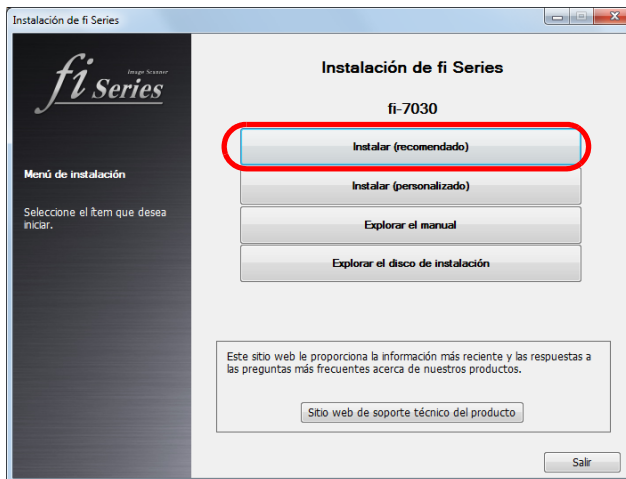 Instalación de fi Series
fi Series
Image Scanner
Menú de instalación
Seleccione el ítem que desea
iniciar.
Instalación de fi Series
fi-7030
Instalar (recomendado)
Instalar (personalizado)
Explorar el manual
Explorar el disco de instalación
Este sitio web le proporciona la información más reciente y las respuestas a
las preguntas más frecuentes acerca de nuestros productos.
Sitio web de soporte técnico del producto
Salir